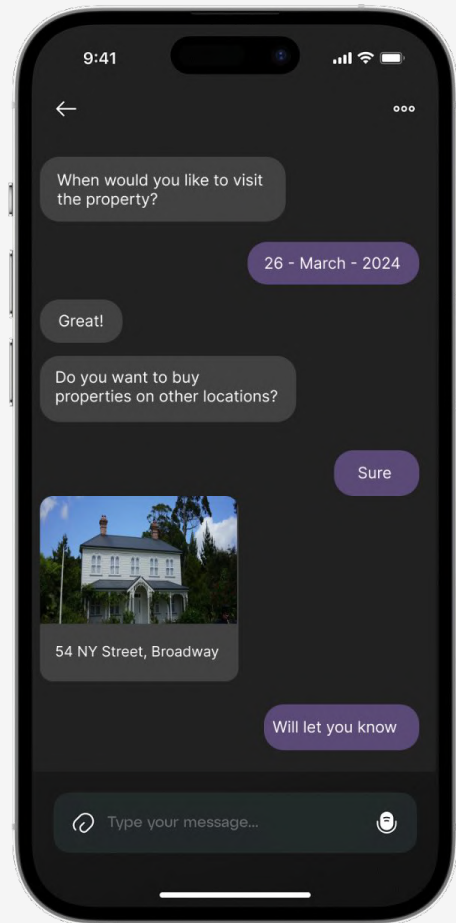 9:41
When would you like to visit
the property?
26 - March - 2024
Great!
Do you want to buy
properties on other locations?
Sure
54 NY Street, Broadway
Will let you know
Type your message...